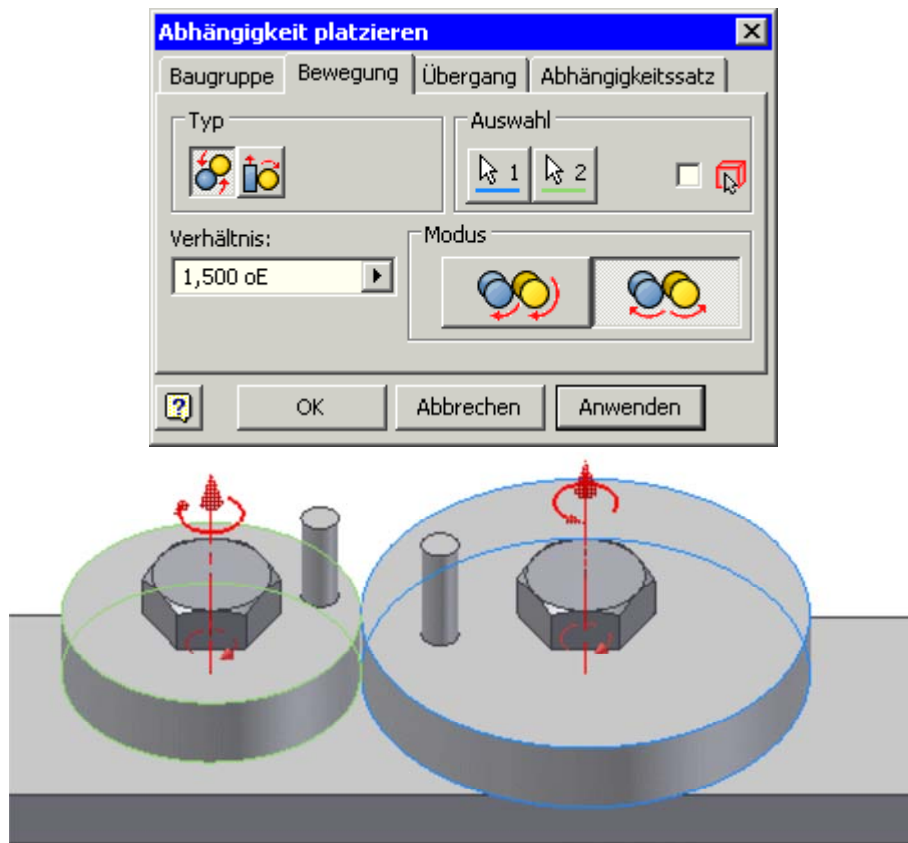 Abhängigkeit platzieren
Baugruppe Bewegung Übergang Abhängigkeitssatz
Typ Auswahl
1 2
Verhältnis: Modus
1,500 oE
? OK Abbrechen Anwenden